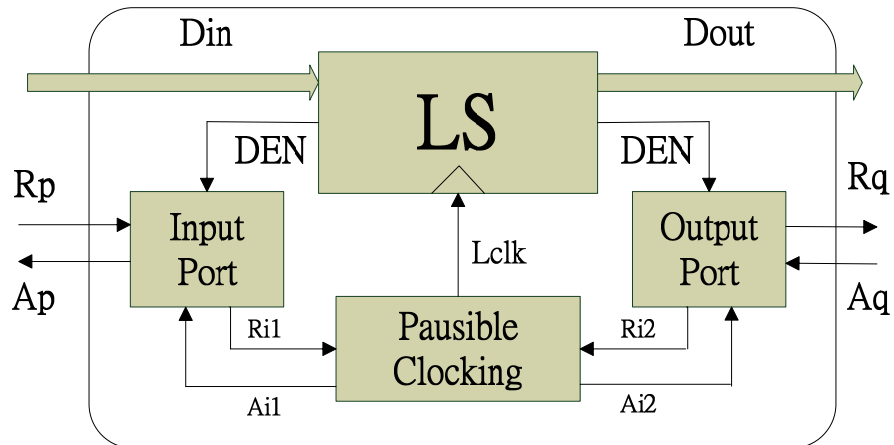 Din
Dout
LS
DEN
DEN
Rp
Rq
Input
Port
Output
Port
Lclk
Ap
Aq
Ri1
Pausible
Clocking
Ri2
Ai1
Ai2